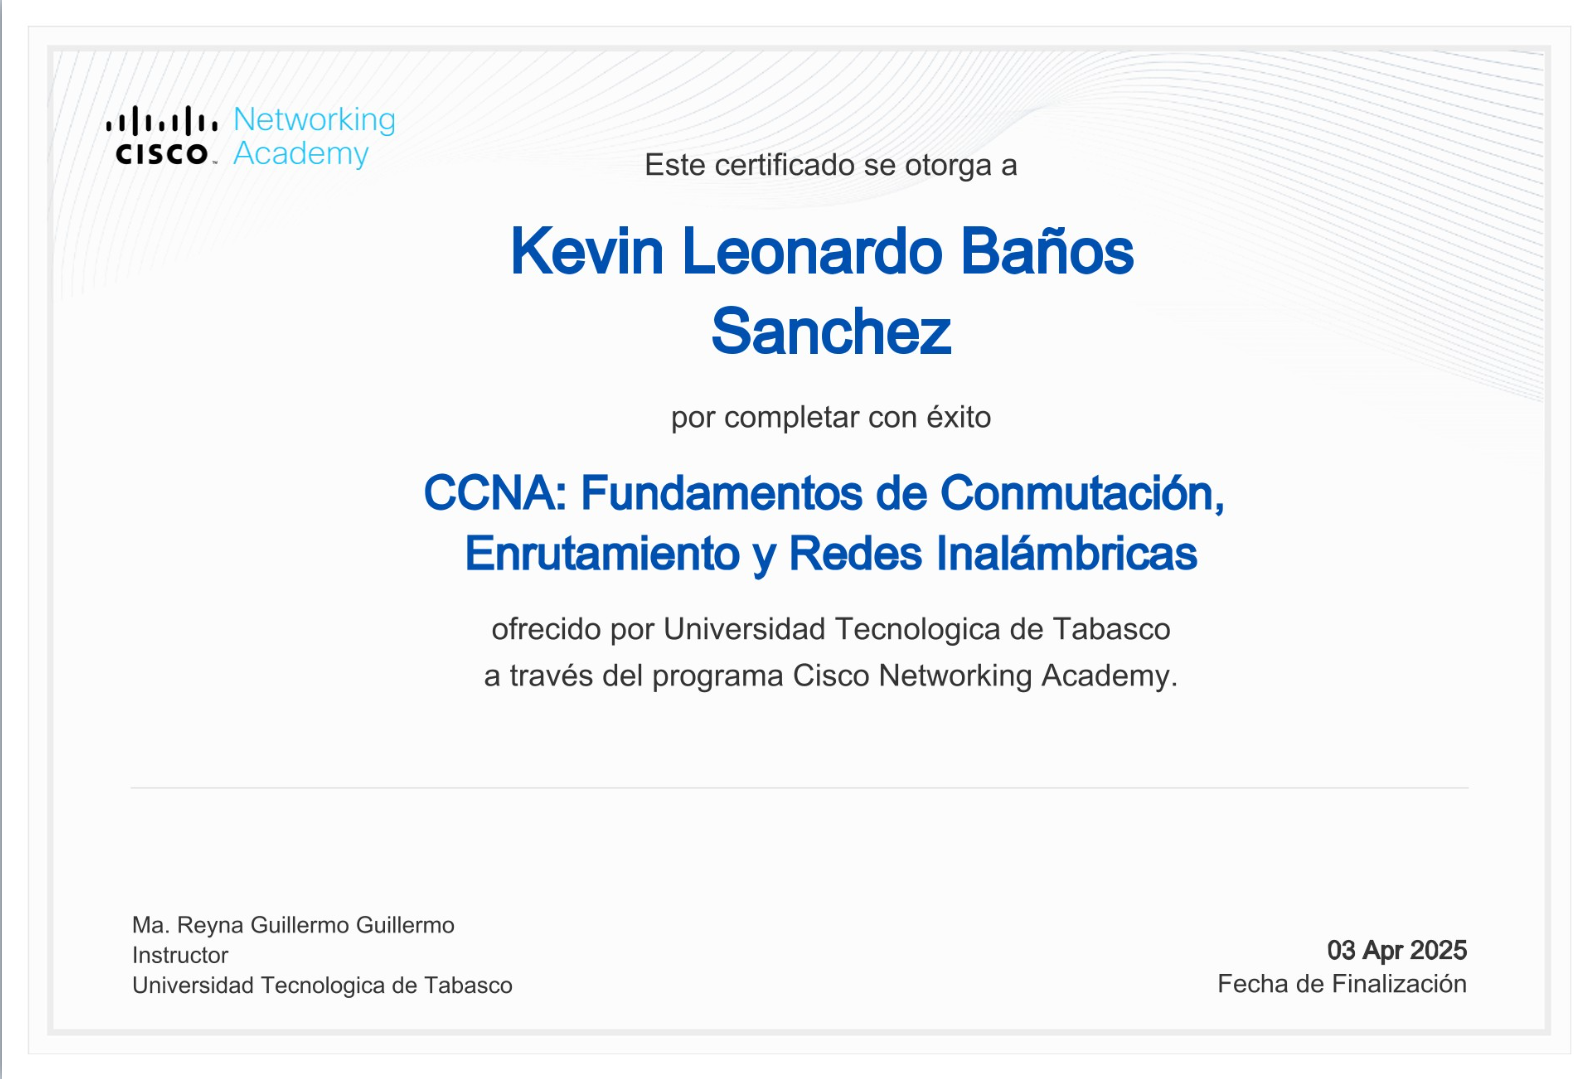 CISCO Networking
Academy
Este certificado se otorga a
Kevin Leonardo Baños
Sanchez
por completar con éxito
CCNA: Fundamentos de Conmutación,
Enrutamiento y Redes Inalámbricas
ofrecido por Universidad Tecnologica de Tabasco
a través del programa Cisco Networking Academy.
Ma. Reyna Guillermo Guillermo
Instructor
Universidad Tecnologica de Tabasco
03 Apr 2025
Fecha de Finalización